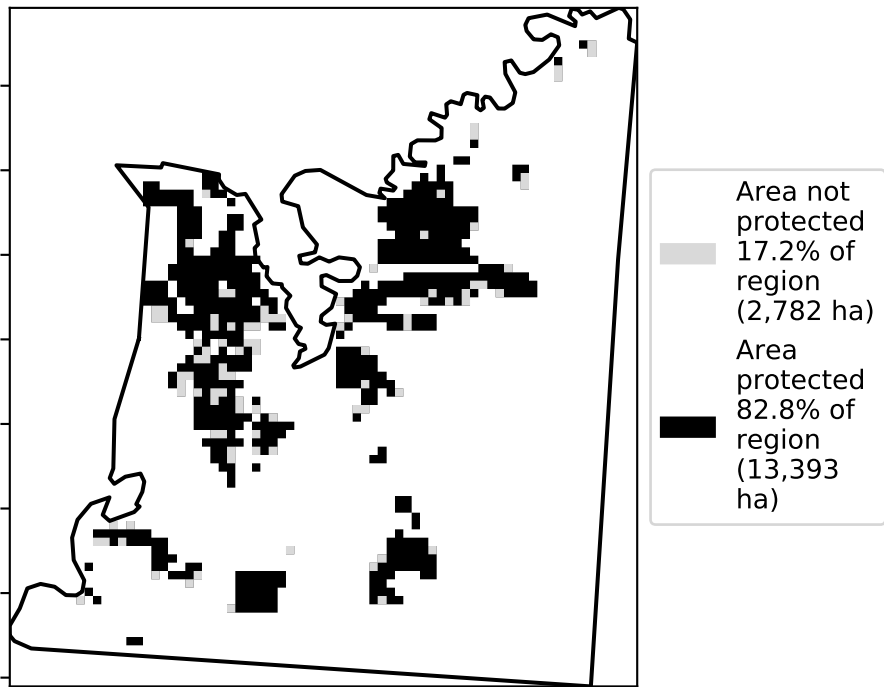 Area not
protected
17.2% of
region
(2,782 ha)
Area
protected
82.8% of
region
(13,393
ha)